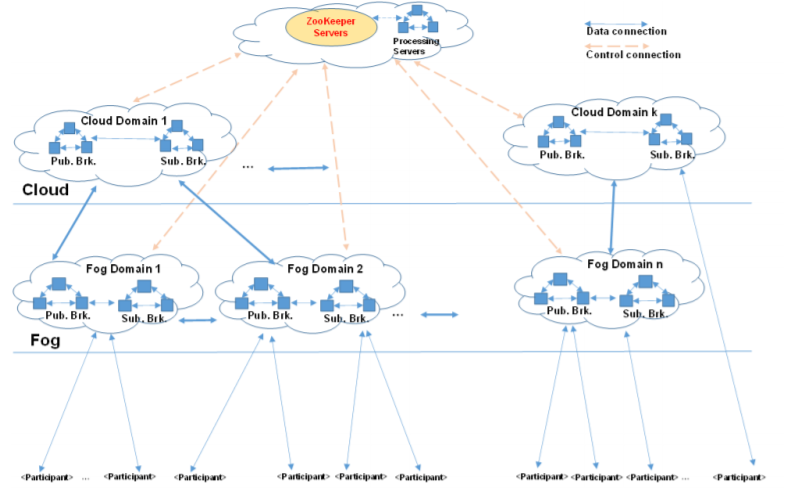 ZooKeeper
Servers
Processing
Servers
Data connection
Control connection
Cloud Domain 1
Pub. Brk.
Sub. Brk.
...
Cloud Domain k
Pub. Brk.
Sub. Brk.
Cloud
Fog Domain 1
Pub. Brk.
Sub. Brk.
Fog Domain 2
Pub. Brk.
Sub. Brk.
...
Fog Domain n
Pub. Brk.
Sub. Brk.
Fog
<Participant> ... <Participant> <Participant> <Participant> <Participant> <Participant> <Participant> <Participant> <Participant> ... <Participant>